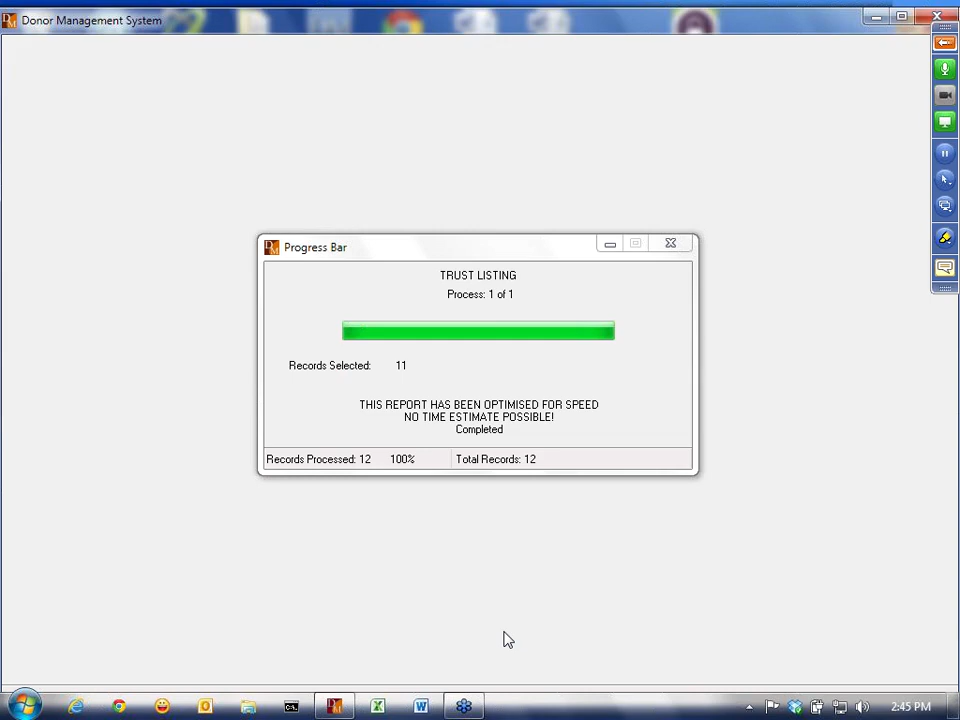 Donor Management System
Progress Bar
TRUST LISTING
Process: 1 of 1
Records Selected: 11
THIS REPORT HAS BEEN OPTIMISED FOR SPEED
NO TIME ESTIMATE POSSIBLE!
Completed
Records Processed: 12 100% Total Records: 12
2:45 PM